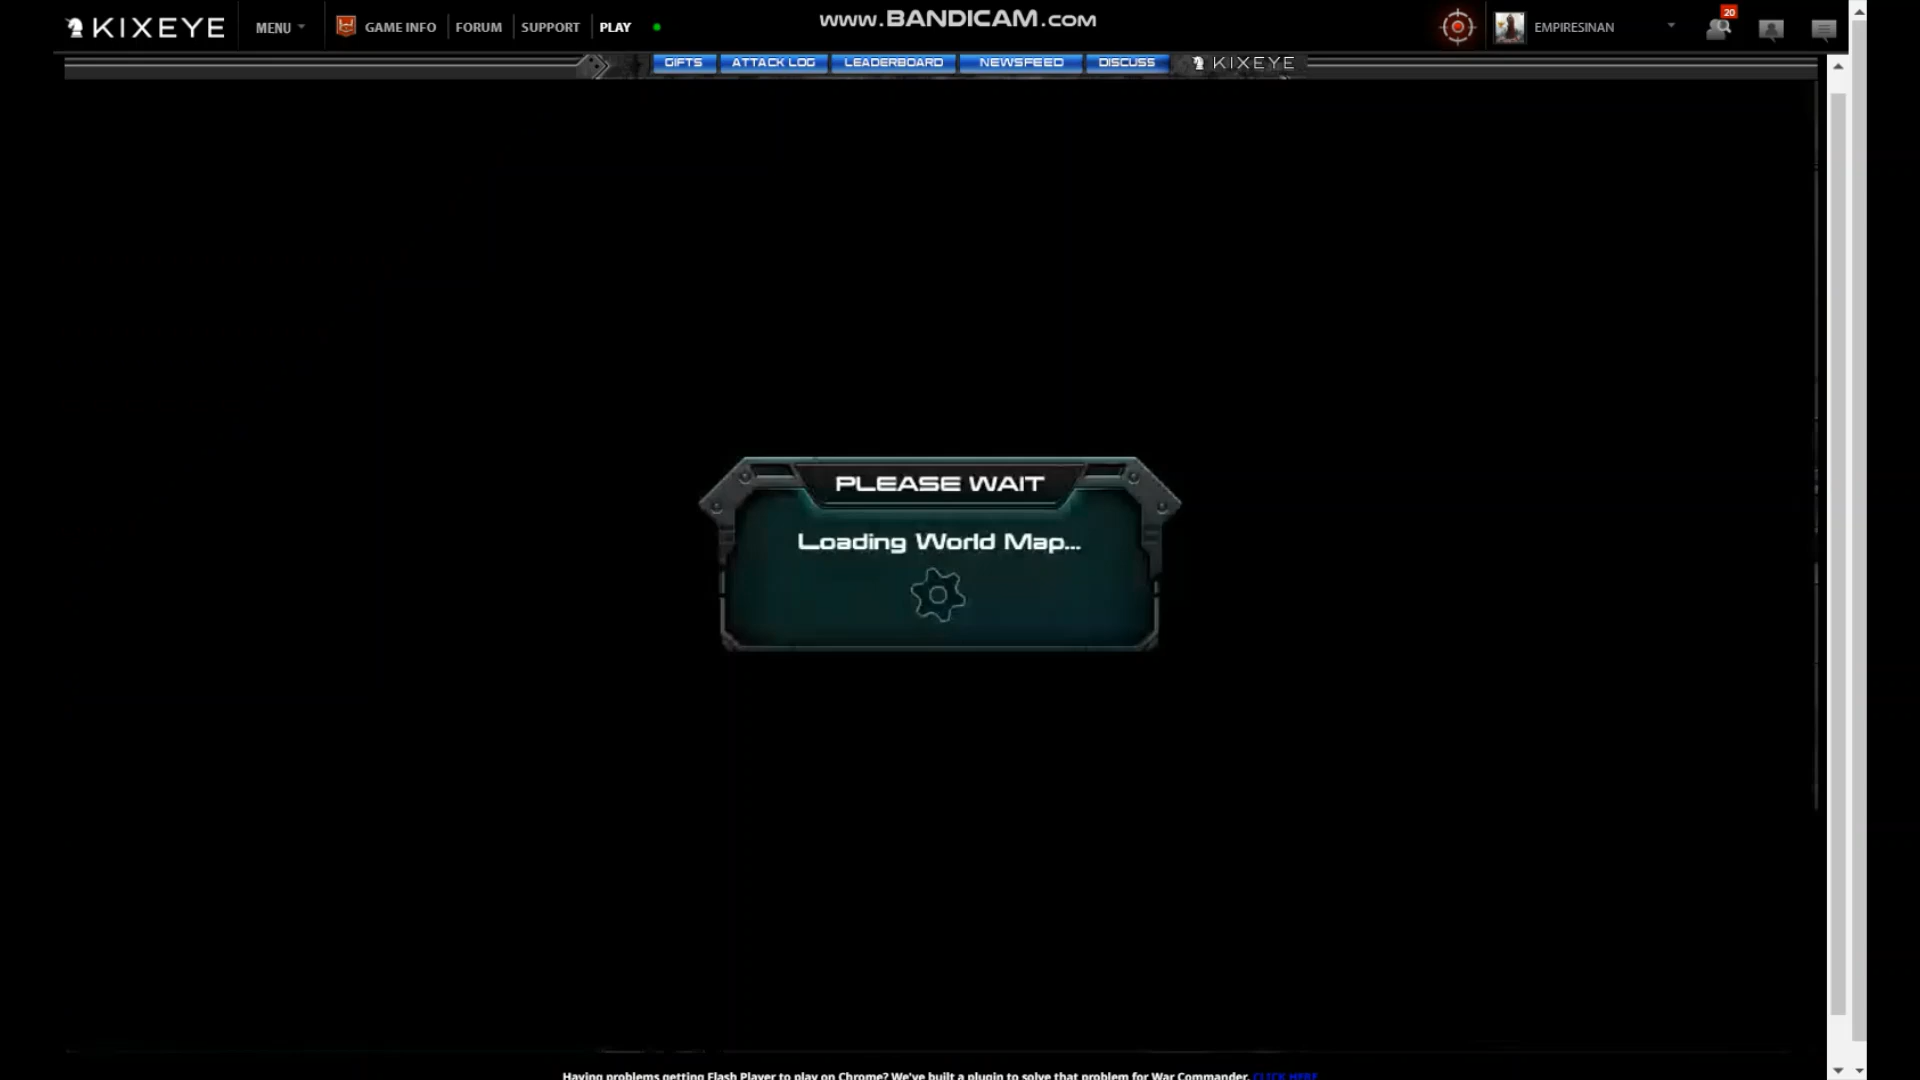 www.BANDICAM.com
KIXEYE
MENU
GAME INFO
FORUM
SUPPORT
PLAY
EMPIRESINAN
20
GIFTS
ATTACK LOG
LEADERBOARD
NEWSFEED
DISCUSS
KIXEYE
PLEASE WAIT
Loading World Map...
Having problems getting Flash Player to play on Chrome? We've built a plugin to solve that problem for War Commander. CLICK HERE